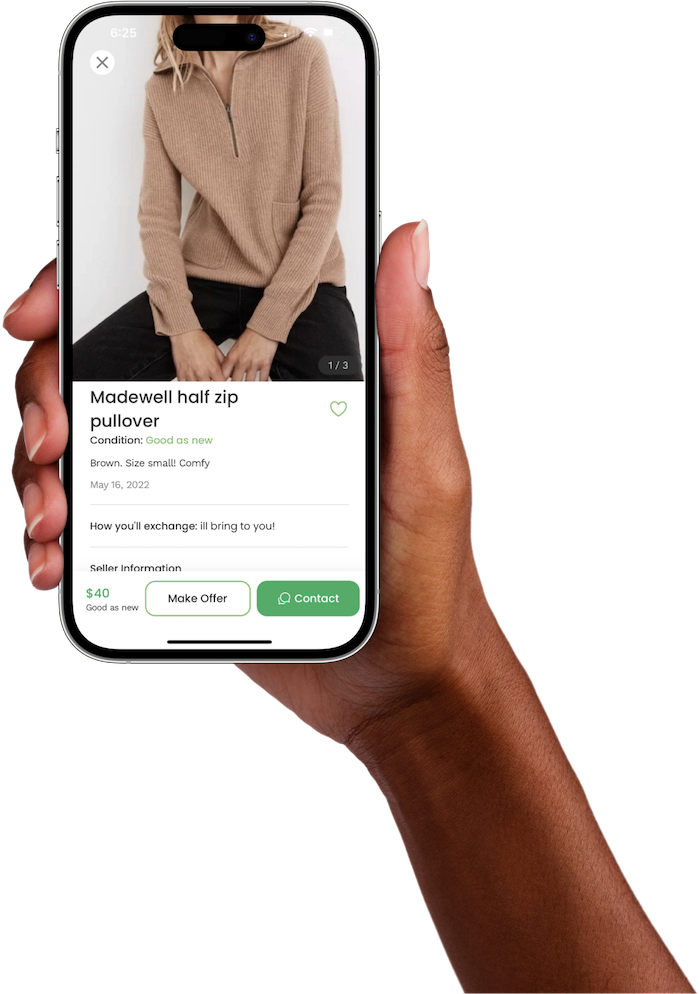 6:25
1 / 3
Madewell half zip
pullover
Condition: Good as new
Brown. Size small! Comfy
May 16, 2022
How you'll exchange: ill bring to you!
Seller Information
$40
Good as new
Make Offer
Contact